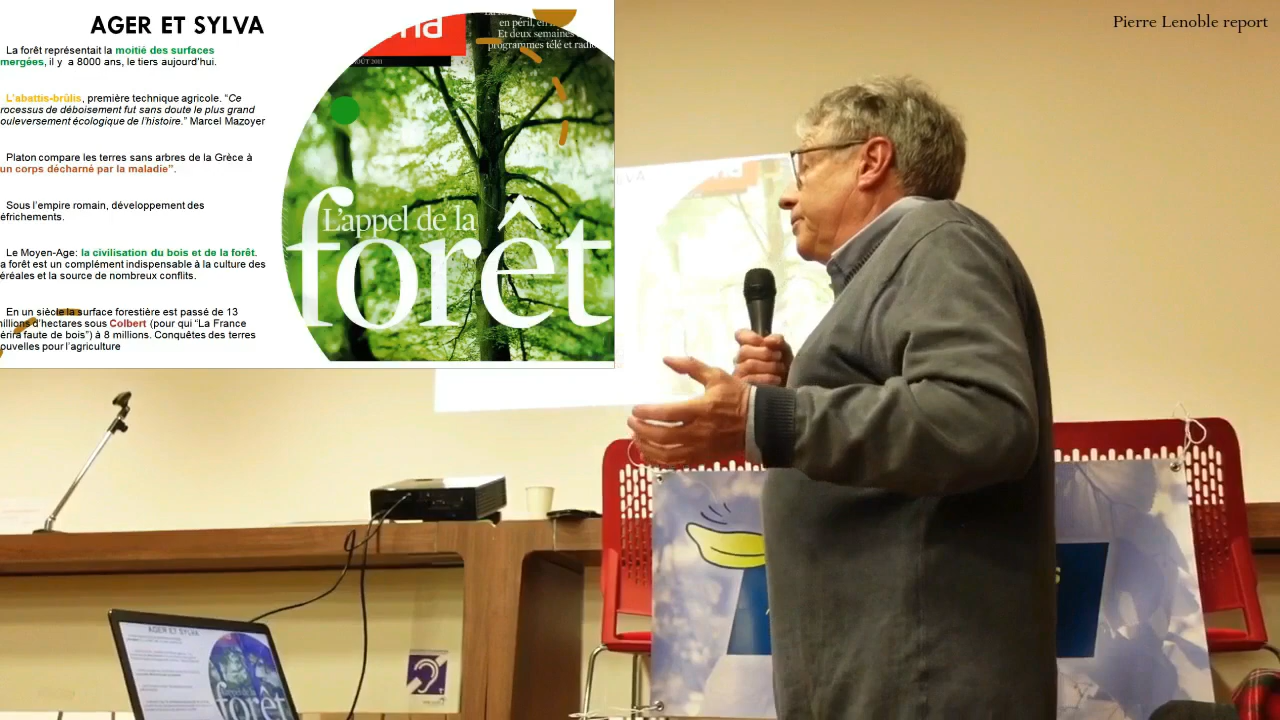 AGER ET SYLVA
La forêt représentait la moitié des surfaces
mergées, il y a 8000 ans, le tiers aujourd'hui.
L'abattis-brûlis, première technique agricole. "Ce
rocessus de déboisement fut sans doute le plus grand
ouleversement écologique de l'histoire." Marcel Mazoyer
Platon compare les terres sans arbres de la Grèce à
un corps décharné par la maladie".
Sous l'empire romain, développement des
éfrichements.
Le Moyen-Age: la civilisation du bois et de la forêt.
a forêt est un complément indispensable à la culture des
éréales et la source de nombreux conflits.
En un siècle la surface forestière est passé de 13
illions d'hectares sous Colbert (pour qui "La France
érira faute de bois") à 8 millions. Conquêtes des terres
ouvelles pour l'agriculture
en péril, en
Et deux semaines
programmes télé et radio
AOÛT 2011
L'appel de la
forêt
Pierre Lenoble report
AGER ET SYLVA
L'appel de la
forêt